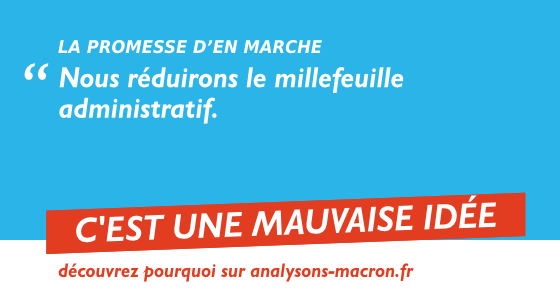 LA PROMESSE D’EN MARCHE
“ Nous réduirons le millefeuille
administratif.
C'EST UNE MAUVAISE IDÉE
découvrez pourquoi sur analysons-macron.fr